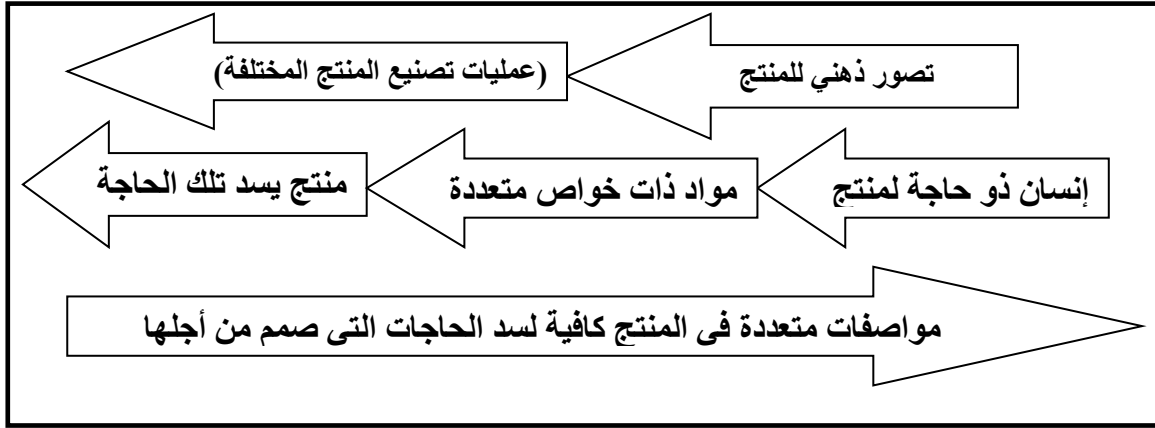 تصور ذهني للمنتج
(عمليات تصنيع المنتج المختلفة)
إنسان ذو حاجة لمنتج
مواد ذات خواص متعددة
منتج يسد تلك الحاجة
مواصفات متعددة فى المنتج كافية لسد الحاجات التى صمم من أجلها